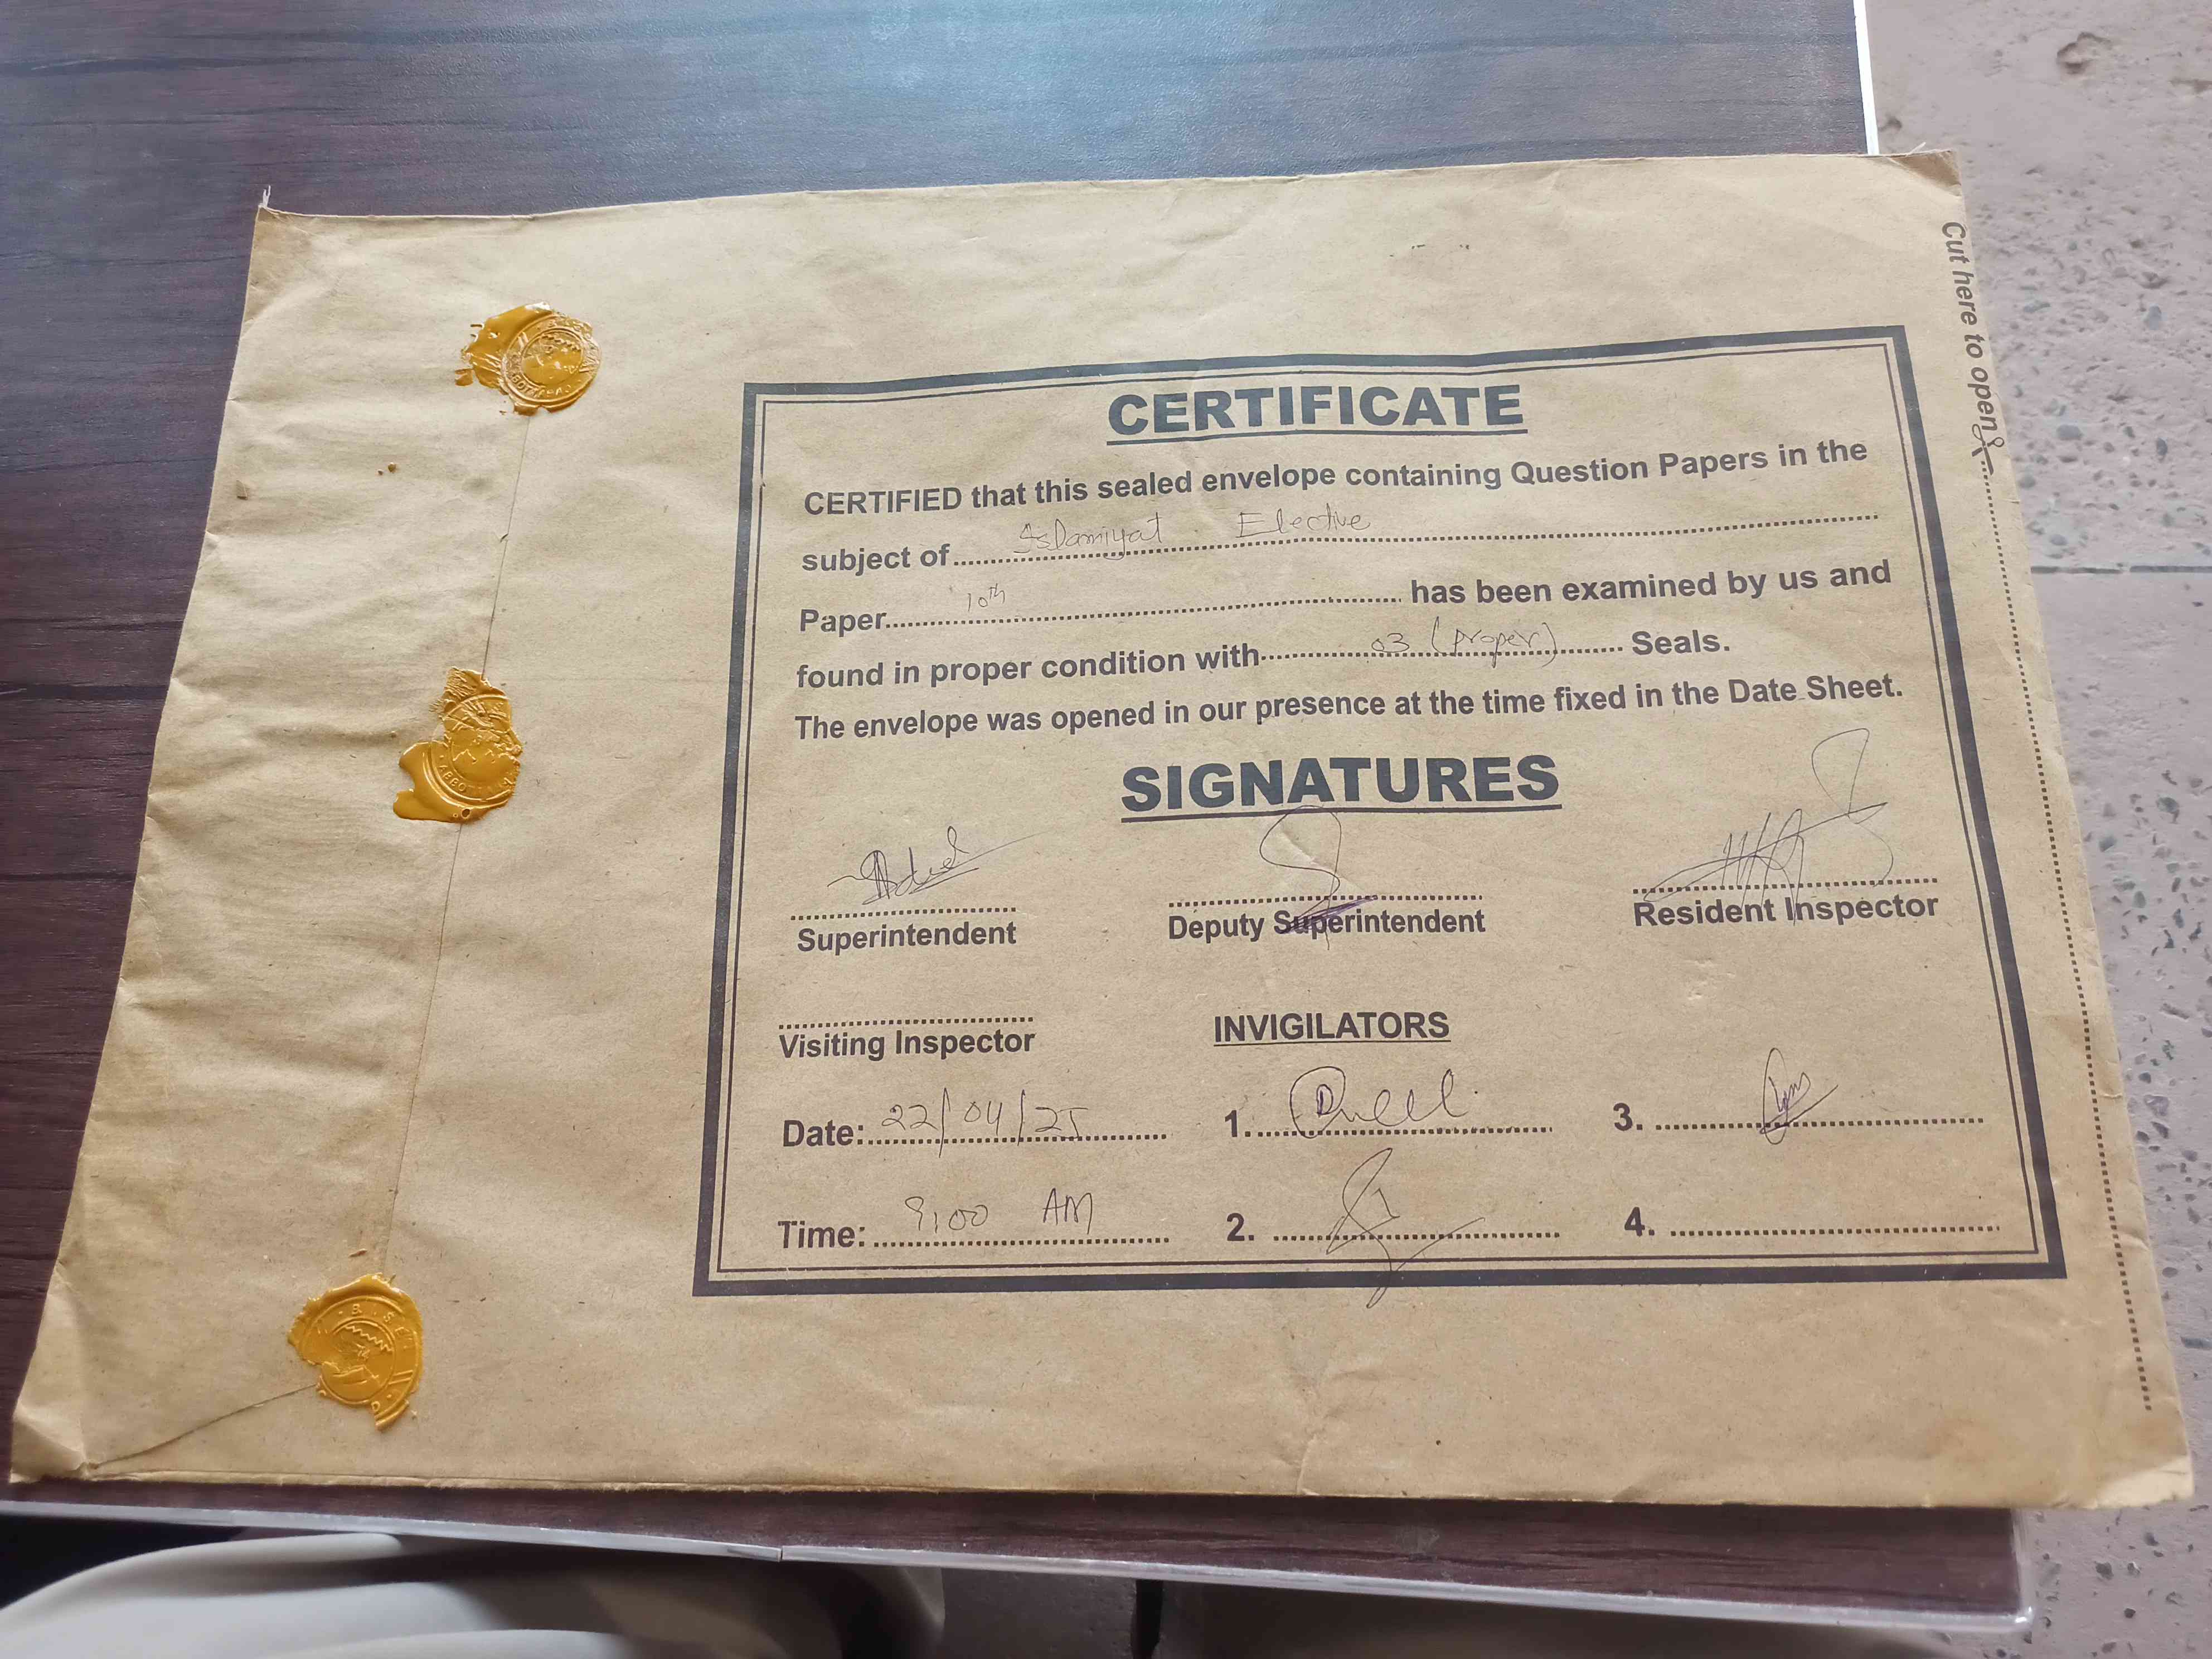 Cut here to open
CERTIFICATE
CERTIFIED that this sealed envelope containing Question Papers in the
subject of Islamiyat Elective
Paper 10th has been examined by us and
found in proper condition with 03 (proper) Seals.
The envelope was opened in our presence at the time fixed in the Date Sheet.
SIGNATURES
Superintendent Deputy Superintendent Resident Inspector
Visiting Inspector INVIGILATORS
Date: 22/04/25 1. 3.
Time: 9:00 AM 2. 4.